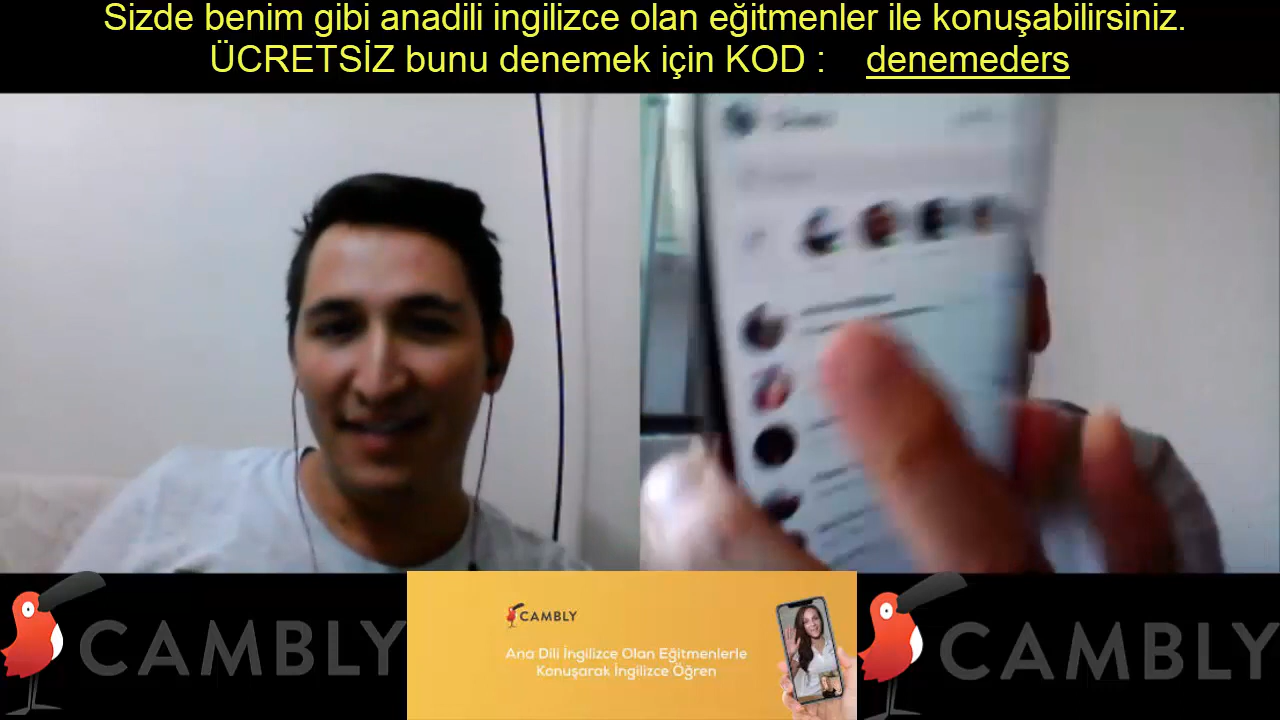 Sizde benim gibi anadili ingilizce olan eğitmenler ile konuşabilirsiniz.
ÜCRETSİZ bunu denemek için KOD : denemeders
CAMBLY
CAMBLY
Ana Dili İngilizce Olan Eğitmenlerle
Konuşarak İngilizce Öğren
CAMBLY